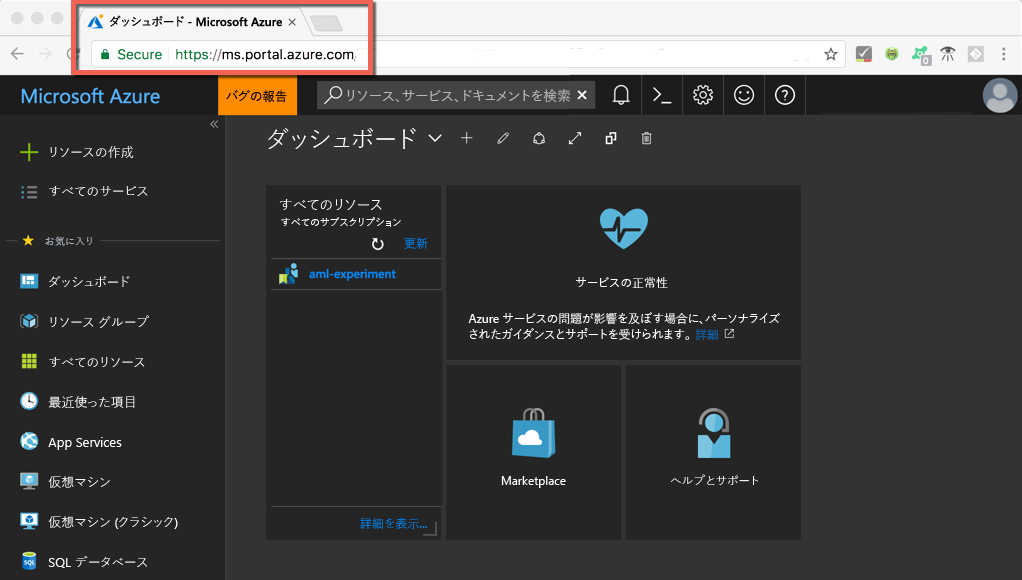 ダッシュボード - Microsoft Azure
Secure https://ms.portal.azure.com
Microsoft Azure
バグの報告
リソース、サービス、ドキュメントを検索
リソースの作成
すべてのサービス
お気に入り
ダッシュボード
リソース グループ
すべてのリソース
最近使った項目
App Services
仮想マシン
仮想マシン (クラシック)
SQL データベース
ダッシュボード
すべてのリソース
すべてのサブスクリプション
更新
aml-experiment
詳細を表示...
サービスの正常性
Azure サービスの問題が影響を及ぼす場合に、パーソナライズ
されたガイダンスとサポートを受けられます。 詳細
Marketplace
ヘルプとサポート